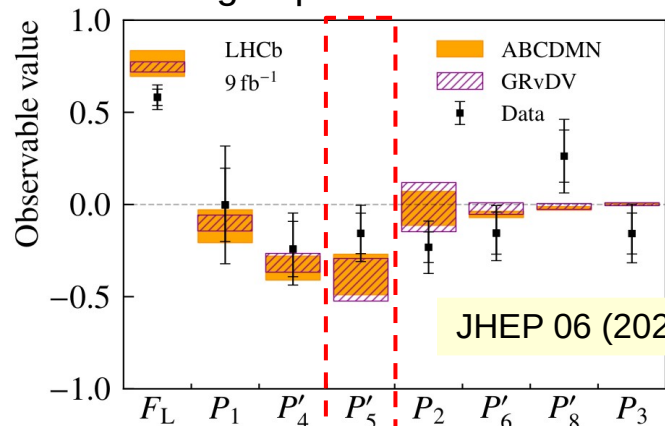 Observable value
1.0
0.5
0.0
−0.5
−1.0
LHCb
9 fb⁻¹
ABCDMN
GRvDV
Data
JHEP 06 (202
F_L P_1 P′_4 P′_5 P_2 P′_6 P′_8 P_3